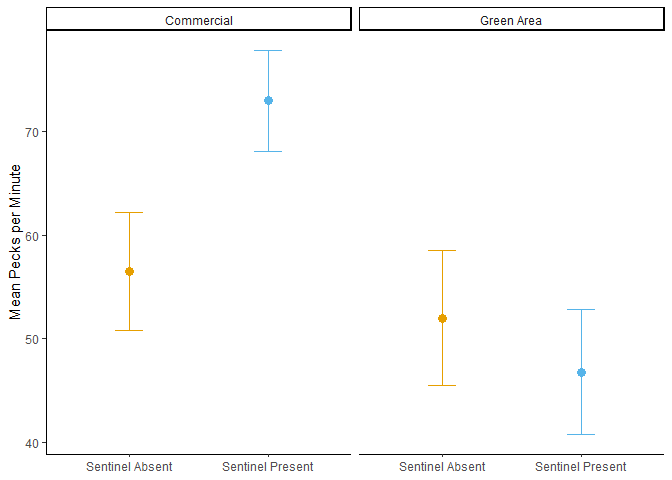 Commercial
Green Area
Mean Pecks per Minute
70
60
50
40
Sentinel Absent
Sentinel Present
Sentinel Absent
Sentinel Present